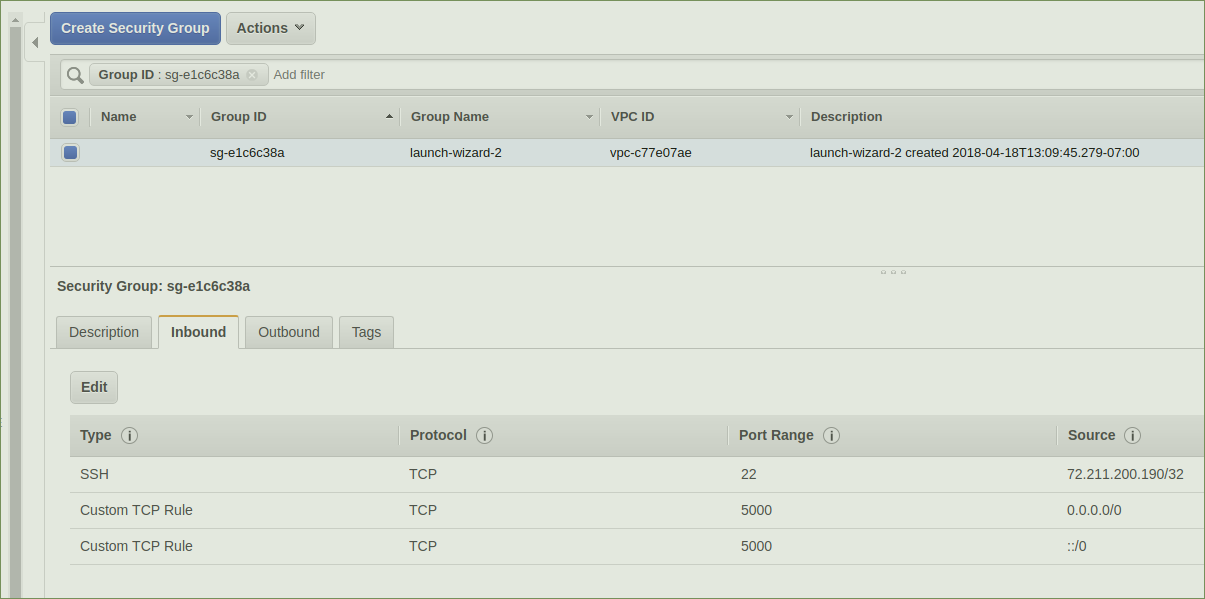 Create Security Group Actions
Group ID : sg-e1c6c38a Add filter
Name Group ID Group Name VPC ID Description
sg-e1c6c38a launch-wizard-2 vpc-c77e07ae launch-wizard-2 created 2018-04-18T13:09:45.279-07:00
Security Group: sg-e1c6c38a
Description Inbound Outbound Tags
Edit
Type Protocol Port Range Source
SSH TCP 22 72.211.200.190/32
Custom TCP Rule TCP 5000 0.0.0.0/0
Custom TCP Rule TCP 5000 ::/0